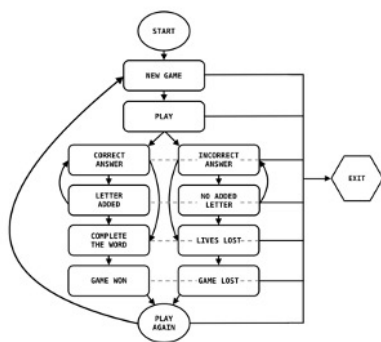 START
NEW GAME
PLAY
CORRECT
ANSWER
INCORRECT
ANSWER
LETTER
ADDED
NO ADDED
LETTER
EXIT
COMPLETE
THE WORD
LIVES LOST
GAME WON
GAME LOST
PLAY
AGAIN